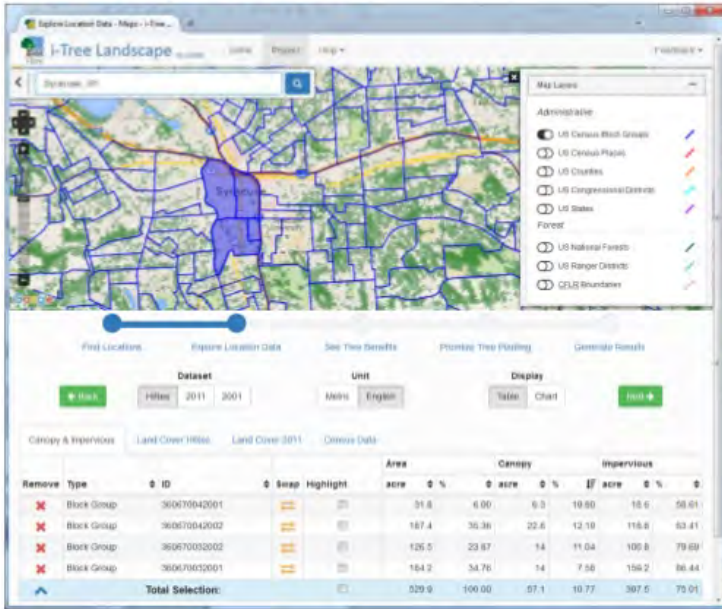 Explore Location Data - Maps - i-Tree ...
i-Tree Landscape
Home Project Help
Syracuse, NY
Map Layers
Administrative
US Census Block Groups
US Census Places
US Counties
US Congressional Districts
US States
Forest
US National Forests
US Ranger Districts
CFLR Boundaries
Syracuse
Find Locations Explore Location Data See Tree Benefits Prioritize Tree Planting Generate Results
Dataset Unit Display
Back HiRes 2011 2001 Metric English Table Chart Next
Canopy & Impervious Land Cover HiRes Land Cover 2011 Census Data
Area Canopy Impervious
Remove Type ID Swap Highlight acre % acre % acre %
Block Group 360670042001 31.8 6.00 6.3 19.80 18.6
Block Group 360670042002 187.4 35.36 22.8 12.19 118.8 63.41
Block Group 360670032001 126.5 23.87 14 11.04 100.8 79.69
Block Group 360670032002 184.2 34.76 14 7.58 159.2 86.44
Total Selection: 529.9 100.00 57.1 10.77 397.5 75.01